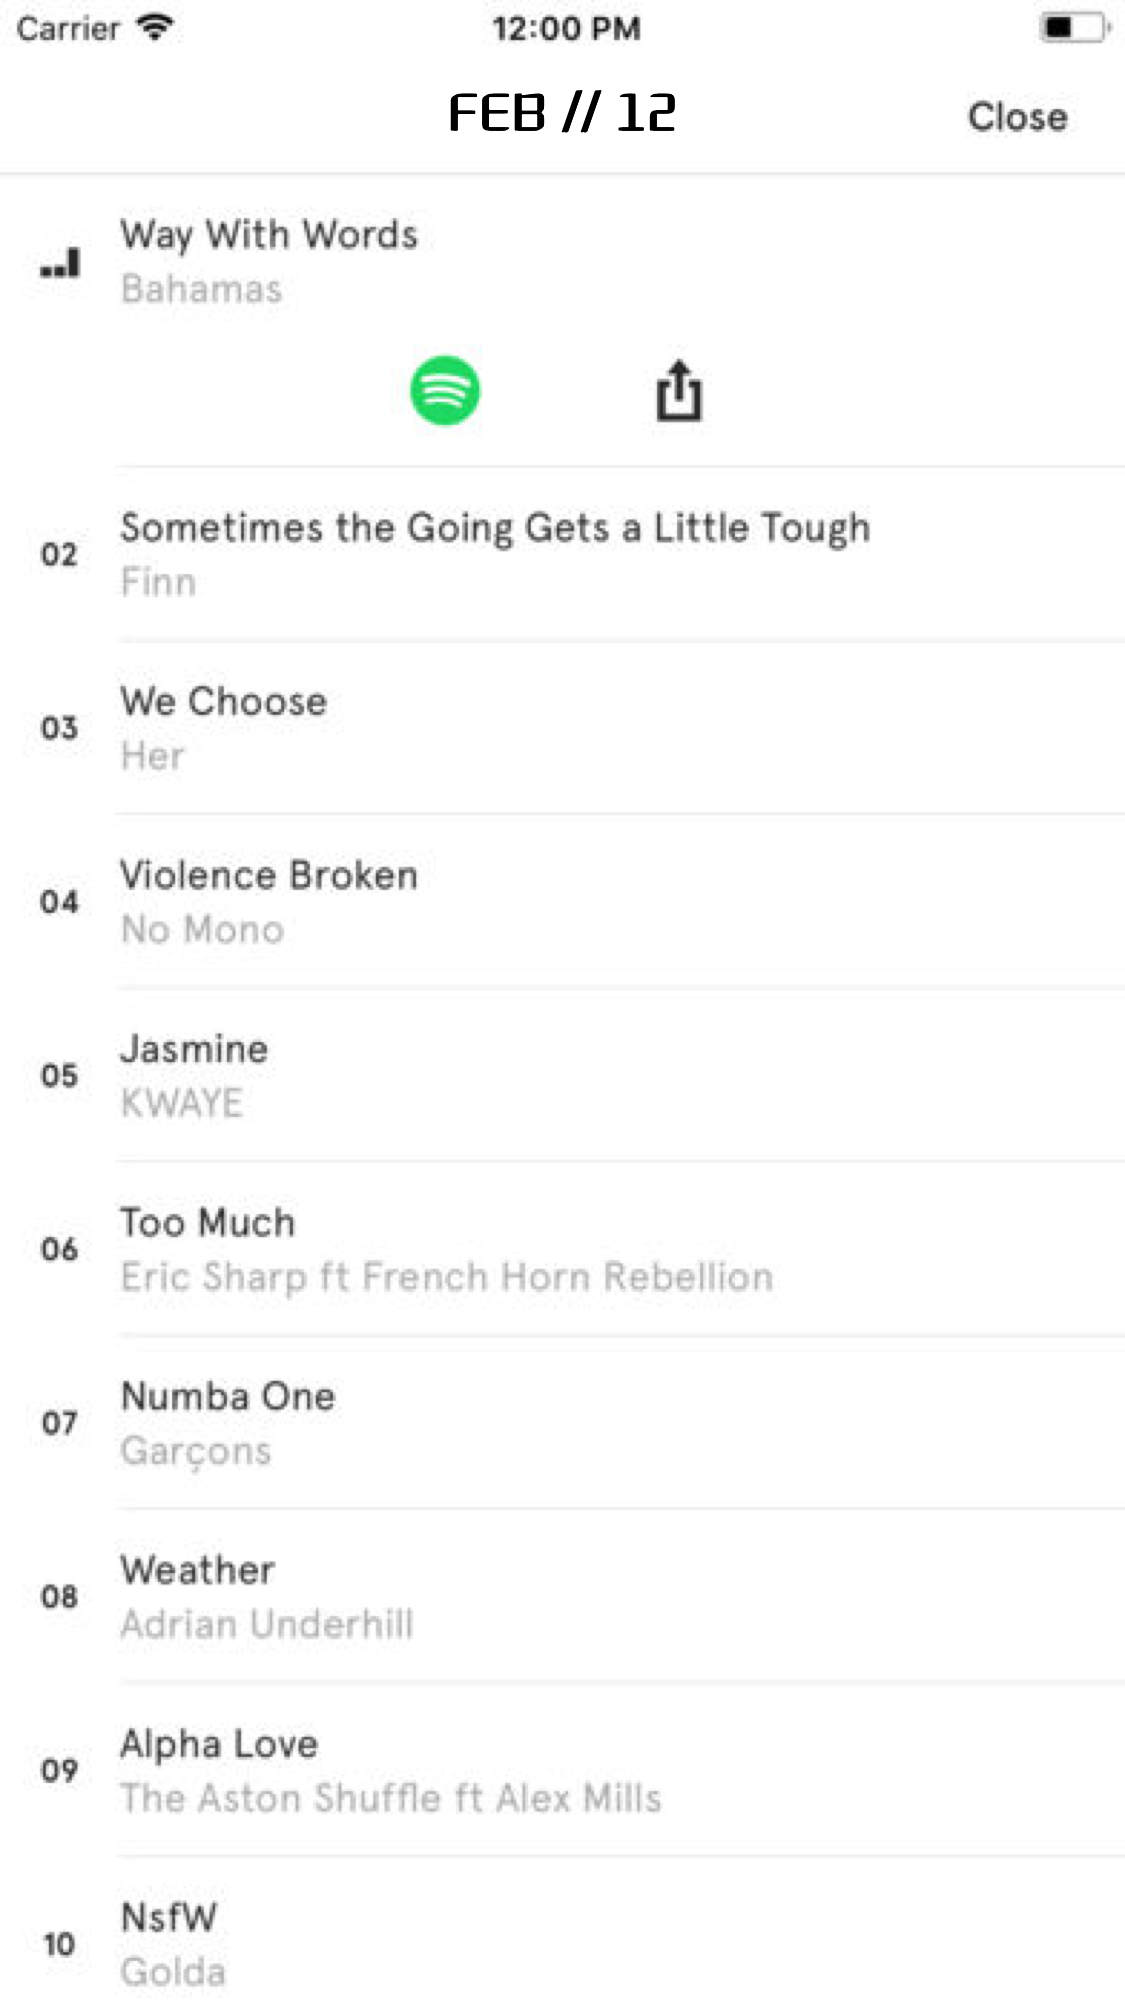 Carrier 12:00 PM
FEB // 12
Close
Way With Words
Bahamas
02
Sometimes the Going Gets a Little Tough
Finn
03
We Choose
Her
04
Violence Broken
No Mono
05
Jasmine
KWAYE
06
Too Much
Eric Sharp ft French Horn Rebellion
07
Numba One
Garçons
08
Weather
Adrian Underhill
09
Alpha Love
The Aston Shuffle ft Alex Mills
10
NsfW
Golda